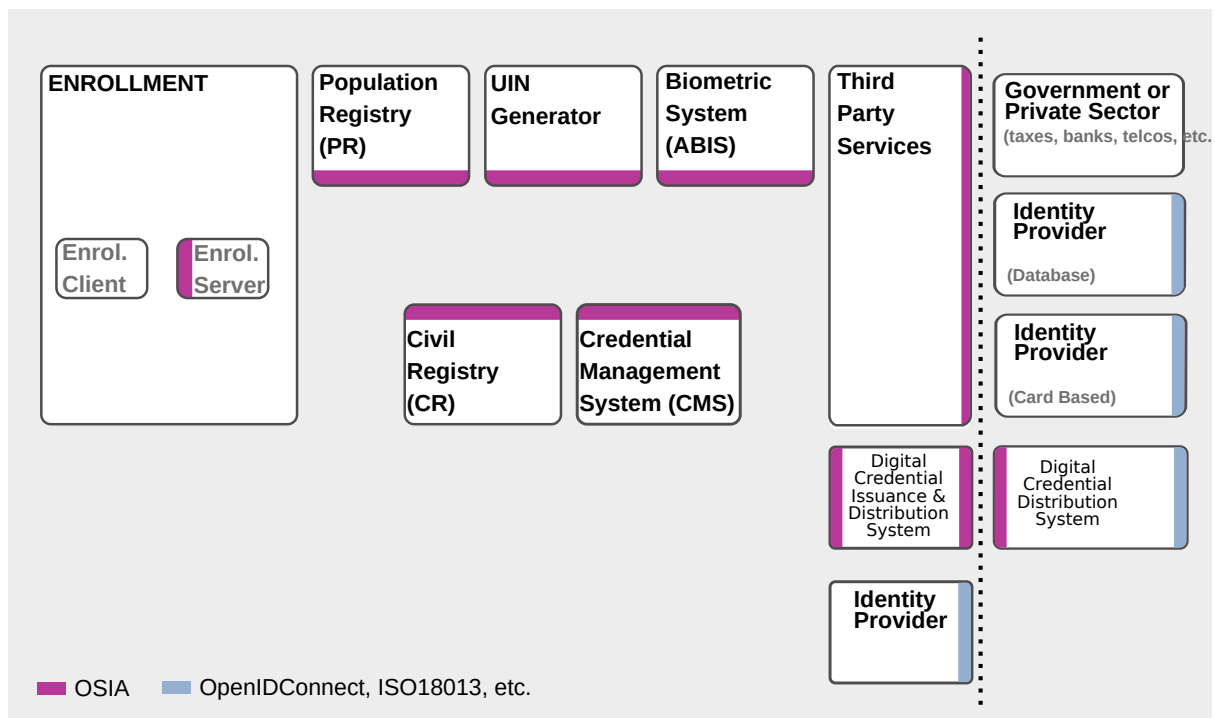 ENROLLMENT
Enrol.
Client
Enrol.
Server
Population
Registry
(PR)
UIN
Generator
Biometric
System
(ABIS)
Civil
Registry
(CR)
Credential
Management
System (CMS)
Third
Party
Services
Digital
Credential
Issuance &
Distribution
System
Identity
Provider
Government or
Private Sector
(taxes, banks, telcos, etc.
Identity
Provider
(Database)
Identity
Provider
(Card Based)
Digital
Credential
Distribution
System
OSIA
OpenIDConnect, ISO18013, etc.